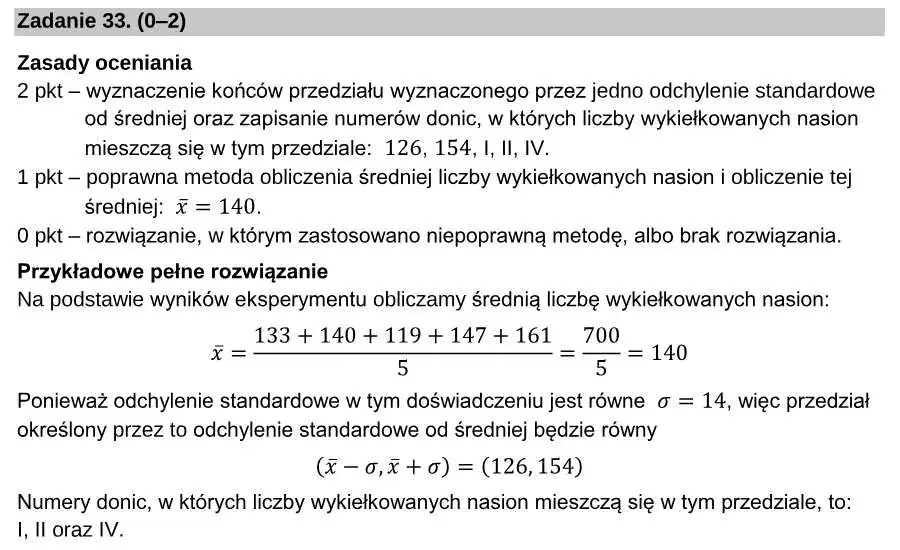 Zadanie 33. (0–2)
Zasady oceniania
2 pkt – wyznaczenie końców przedziału wyznaczonego przez jedno odchylenie standardowe
od średniej oraz zapisanie numerów donic, w których liczby wykiełkowanych nasion
mieszczą się w tym przedziale: 126, 154, I, II, IV.
1 pkt – poprawna metoda obliczenia średniej liczby wykiełkowanych nasion i obliczenie tej
średniej: x̄ = 140.
0 pkt – rozwiązanie, w którym zastosowano niepoprawną metodę, albo brak rozwiązania.
Przykładowe pełne rozwiązanie
Na podstawie wyników eksperymentu obliczamy średnią liczbę wykiełkowanych nasion:
x̄ = (133 + 140 + 119 + 147 + 161)/5 = 700/5 = 140
Ponieważ odchylenie standardowe w tym doświadczeniu jest równe σ = 14, więc przedział
określony przez to odchylenie standardowe od średniej będzie równy
(x̄ − σ, x̄ + σ) = (126, 154)
Numery donic, w których liczby wykiełkowanych nasion mieszczą się w tym przedziale, to:
I, II oraz IV.